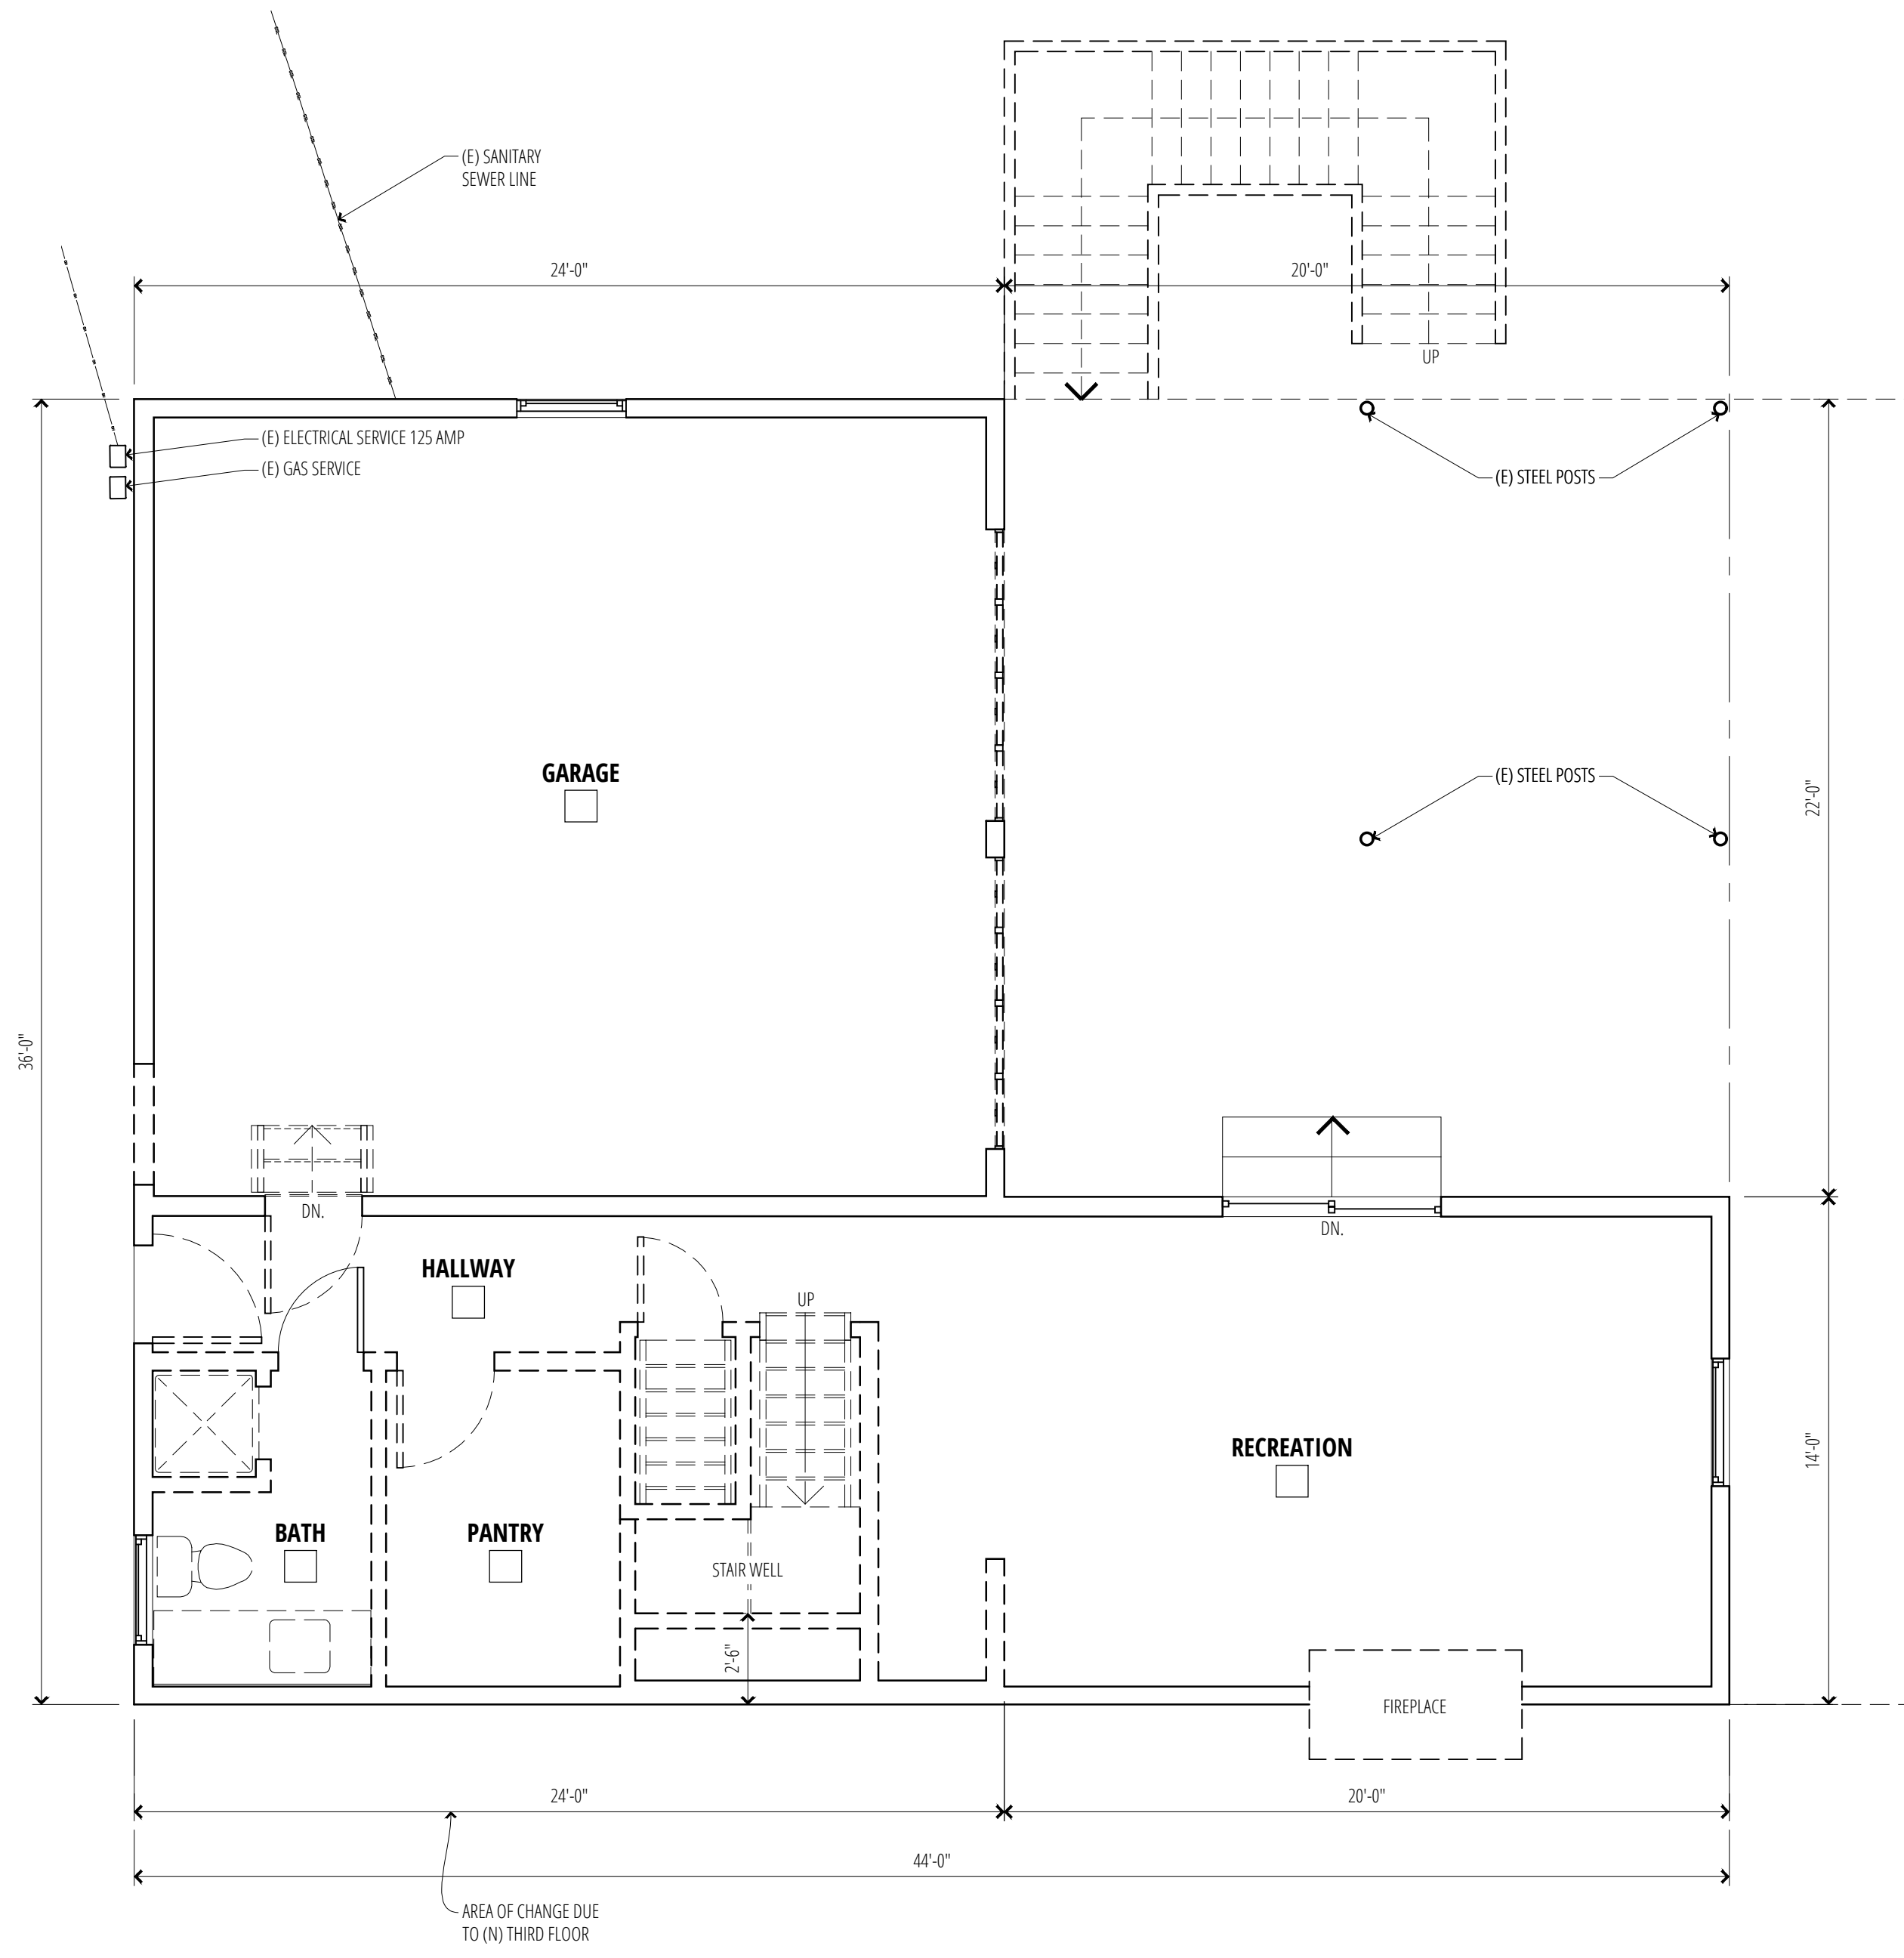 (E) SANITARY
SEWER LINE
24'-0"
20'-0"
UP
(E) ELECTRICAL SERVICE 125 AMP
(E) GAS SERVICE
(E) STEEL POSTS
GARAGE
(E) STEEL POSTS
22'-0"
36'-0"
DN.
DN.
HALLWAY
UP
RECREATION
14'-0"
BATH
PANTRY
STAIR WELL
2'-6"
FIREPLACE
24'-0"
20'-0"
44'-0"
AREA OF CHANGE DUE
TO (N) THIRD FLOOR